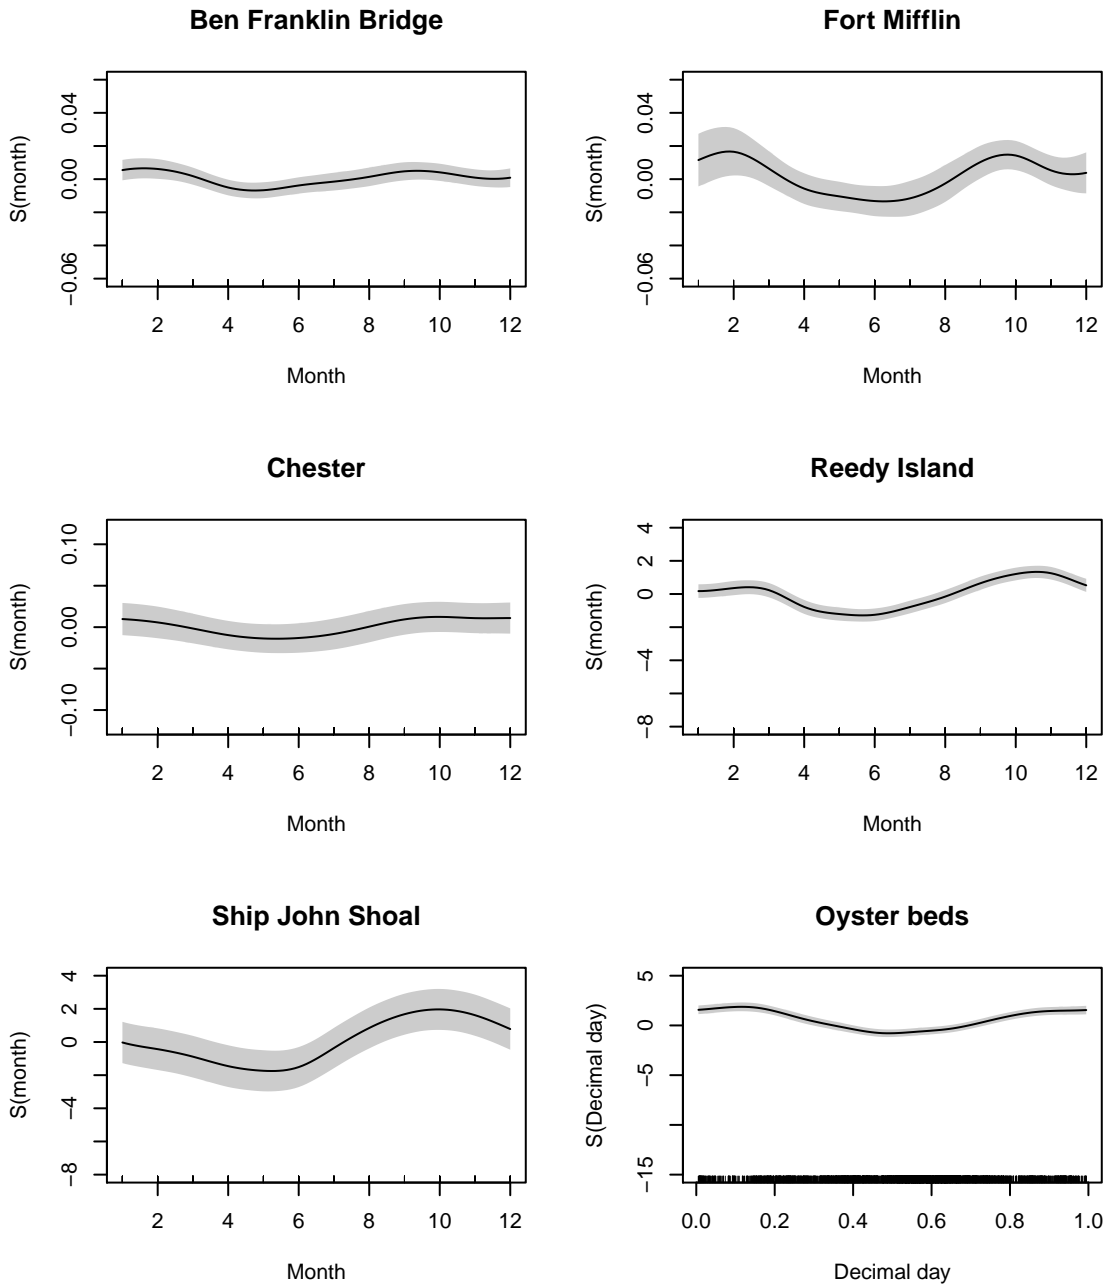 Ben Franklin Bridge
S(month)
0.04
0.00
−0.06
2 4 6 8 10 12
Month
Fort Mifflin
S(month)
0.04
0.00
−0.06
2 4 6 8 10 12
Month
Chester
S(month)
0.10
0.00
−0.10
2 4 6 8 10 12
Month
Reedy Island
S(month)
4
2
0
−4
−8
2 4 6 8 10 12
Month
Ship John Shoal
S(month)
4
2
0
−4
−8
2 4 6 8 10 12
Month
Oyster beds
S(Decimal day)
5
0
−5
−15
0.0 0.2 0.4 0.6 0.8 1.0
Decimal day